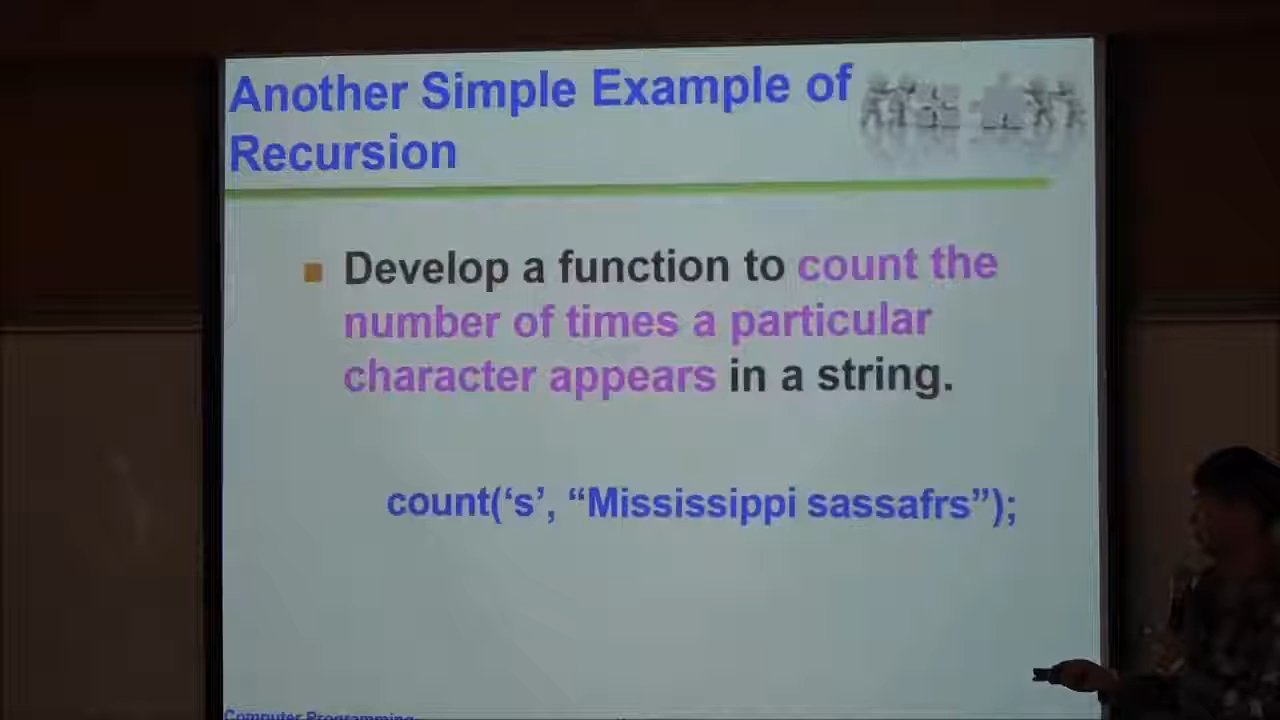 Another Simple Example of
Recursion
Develop a function to count the
number of times a particular
character appears in a string.
count(‘s’, “Mississippi sassafrs”);
Computer Programming